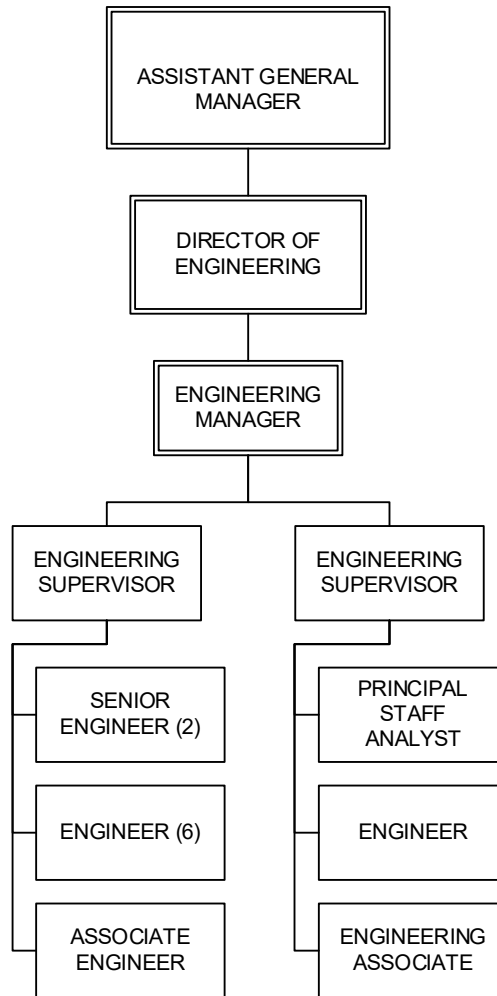 ASSISTANT GENERAL
MANAGER
DIRECTOR OF
ENGINEERING
ENGINEERING
MANAGER
ENGINEERING
SUPERVISOR
SENIOR
ENGINEER (2)
ENGINEER (6)
ASSOCIATE
ENGINEER
ENGINEERING
SUPERVISOR
PRINCIPAL
STAFF
ANALYST
ENGINEER
ENGINEERING
ASSOCIATE